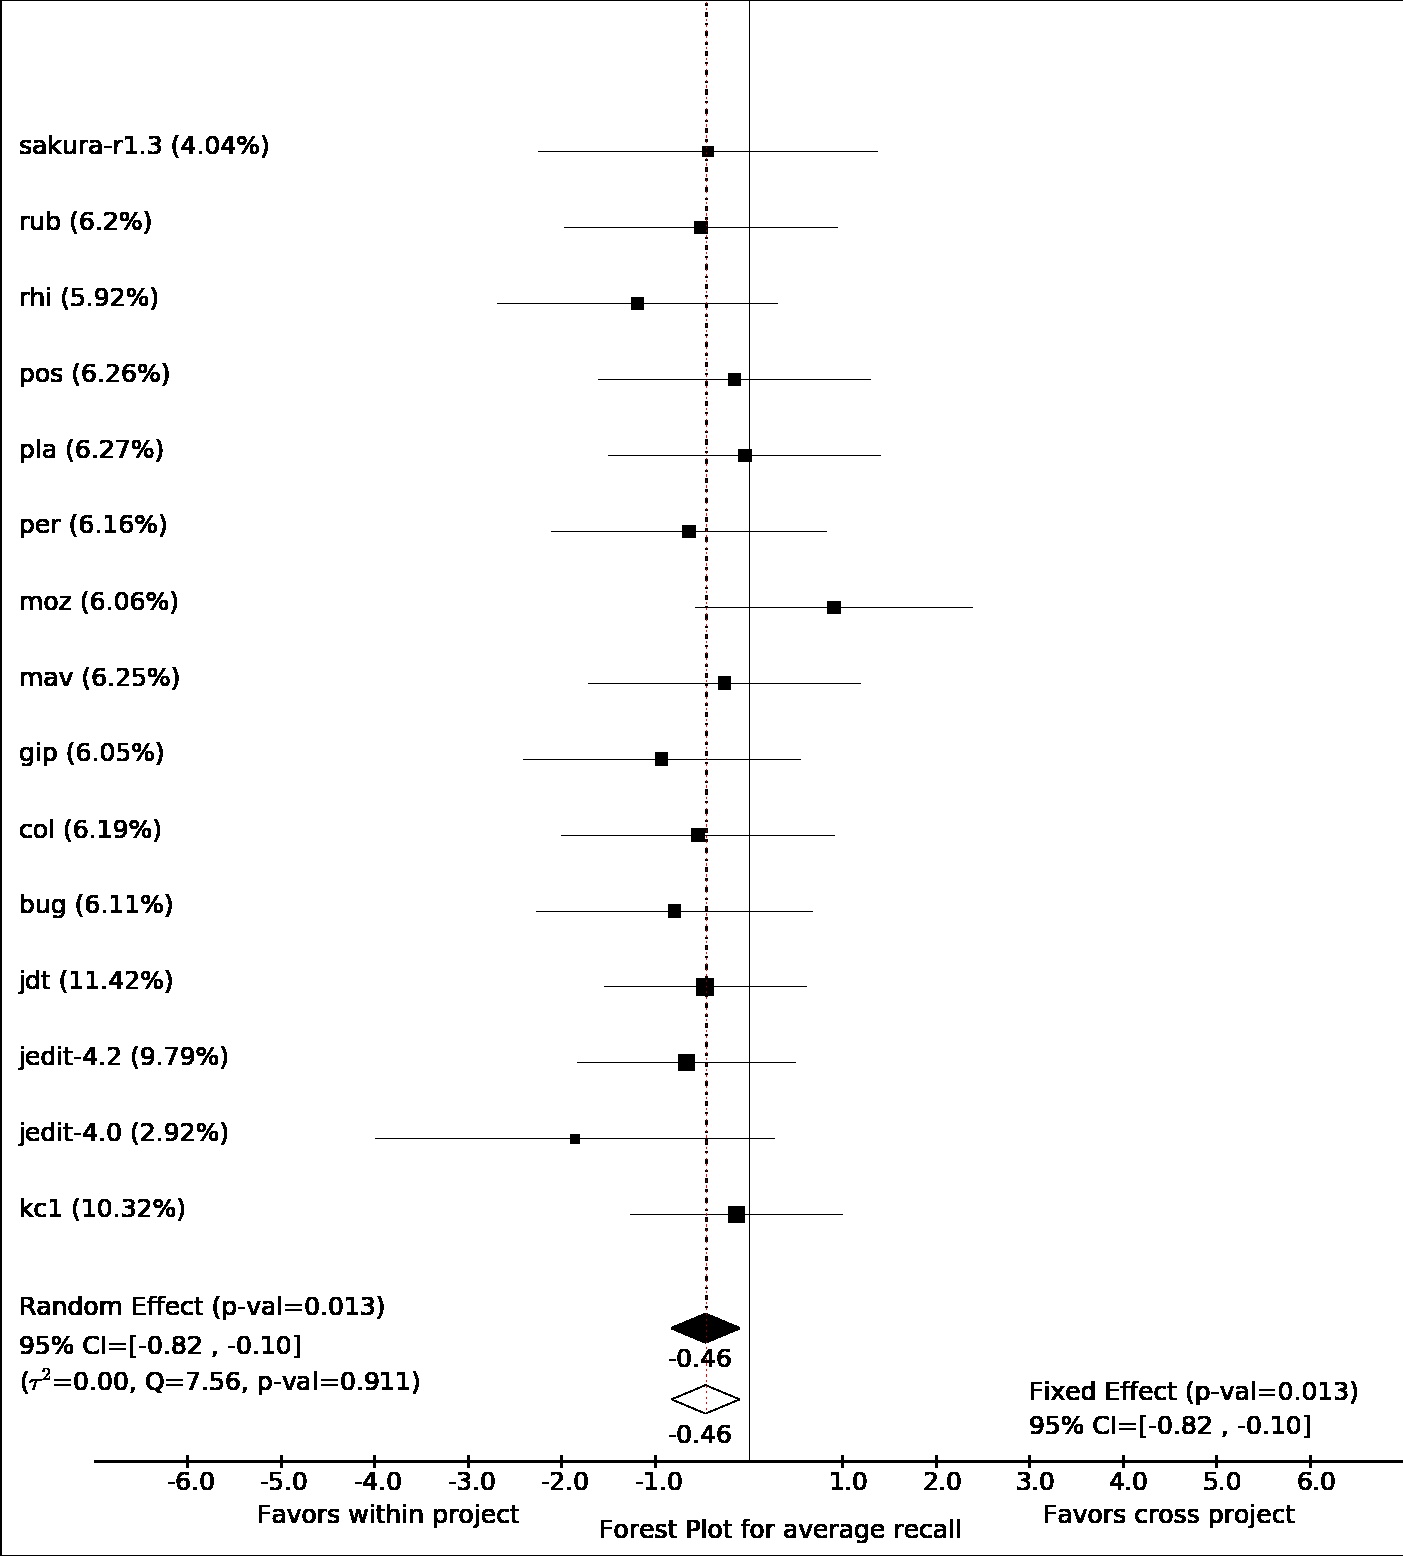 sakura-r1.3 (4.04%)
rub (6.2%)
rhi (5.92%)
pos (6.26%)
pla (6.27%)
per (6.16%)
moz (6.06%)
mav (6.25%)
gip (6.05%)
col (6.19%)
bug (6.11%)
jdt (11.42%)
jedit-4.2 (9.79%)
jedit-4.0 (2.92%)
kc1 (10.32%)
Random Effect (p-val=0.013)
95% CI=[-0.82 , -0.10]
(τ²=0.00, Q=7.56, p-val=0.911)
-0.46
-0.46
Fixed Effect (p-val=0.013)
95% CI=[-0.82 , -0.10]
-6.0 -5.0 -4.0 -3.0 -2.0 -1.0 1.0 2.0 3.0 4.0 5.0 6.0
Favors within project
Favors cross project
Forest Plot for average recall